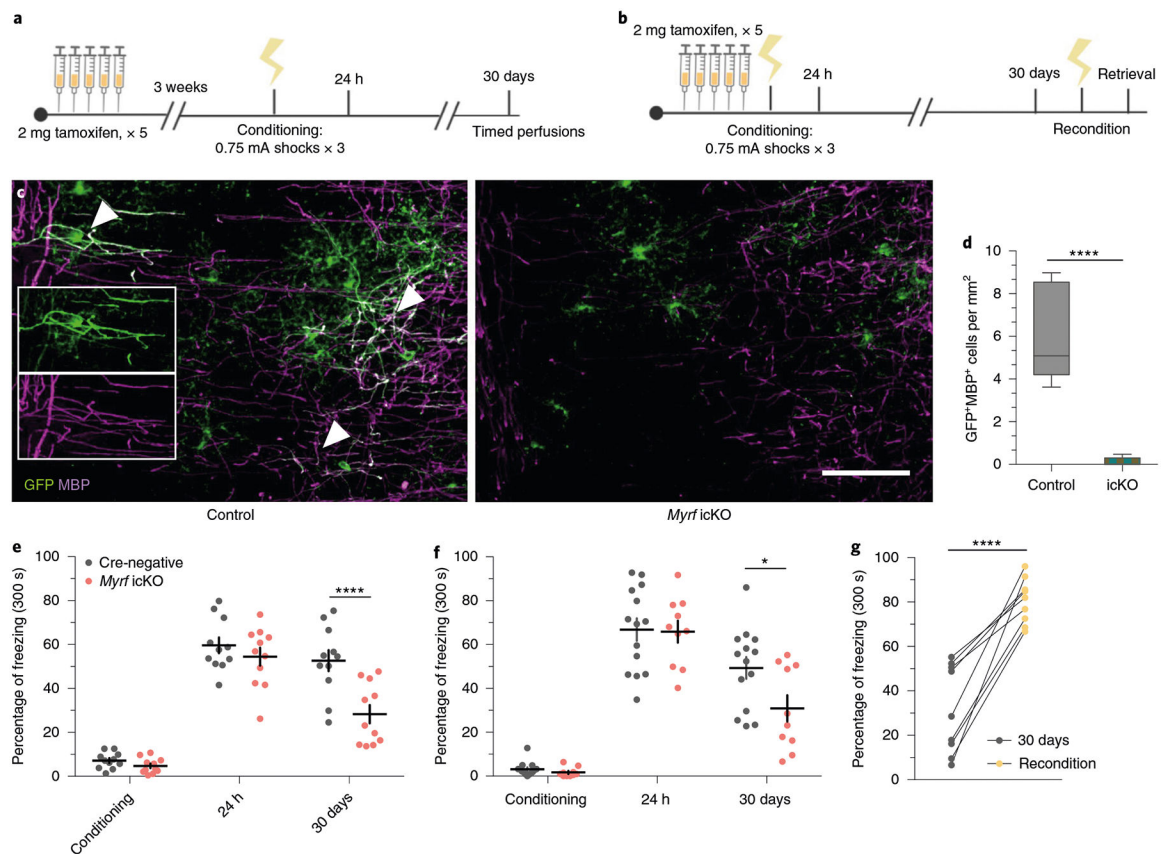 a
2 mg tamoxifen, × 5
3 weeks
24 h
30 days
Conditioning:
0.75 mA shocks × 3
Timed perfusions
b
2 mg tamoxifen, × 5
24 h
30 days
Retrieval
Conditioning:
0.75 mA shocks × 3
Recondition
c
GFP MBP
Control
Myrf icKO
d
****
GFP+MBP+ cells per mm2
10
8
6
4
2
0
Control
icKO
e
Cre-negative
Myrf icKO
****
Percentage of freezing (300 s)
100
80
60
40
20
0
Conditioning
24 h
30 days
f
*
Percentage of freezing (300 s)
100
80
60
40
20
0
Conditioning
24 h
30 days
g
****
Percentage of freezing (300 s)
100
80
60
40
20
0
30 days
Recondition